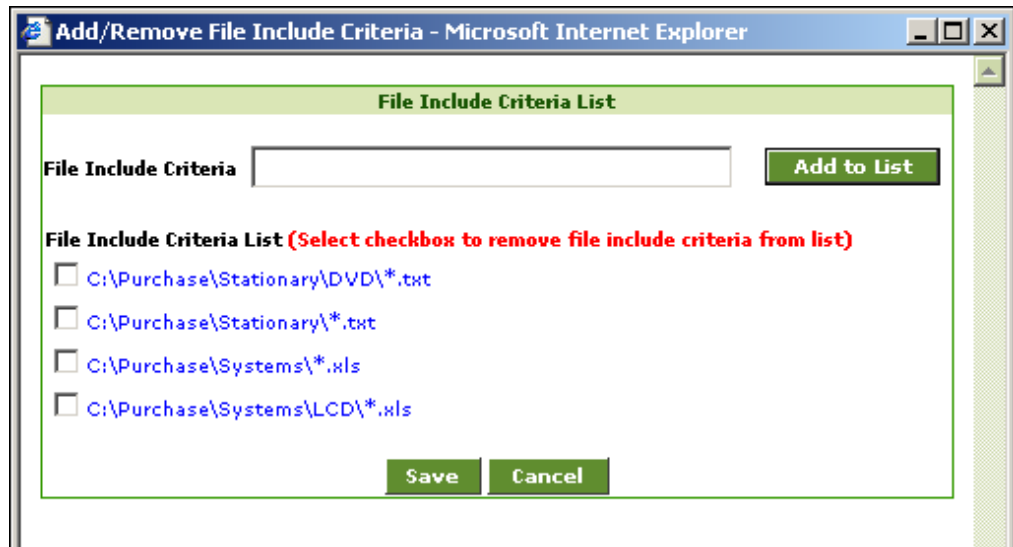 Add/Remove File Include Criteria - Microsoft Internet Explorer
File Include Criteria List
File Include Criteria
Add to List
File Include Criteria List (Select checkbox to remove file include criteria from list)
C:\Purchase\Stationary\DVD\*.txt
C:\Purchase\Stationary\*.txt
C:\Purchase\Systems\*.xls
C:\Purchase\Systems\LCD\*.xls
Save Cancel